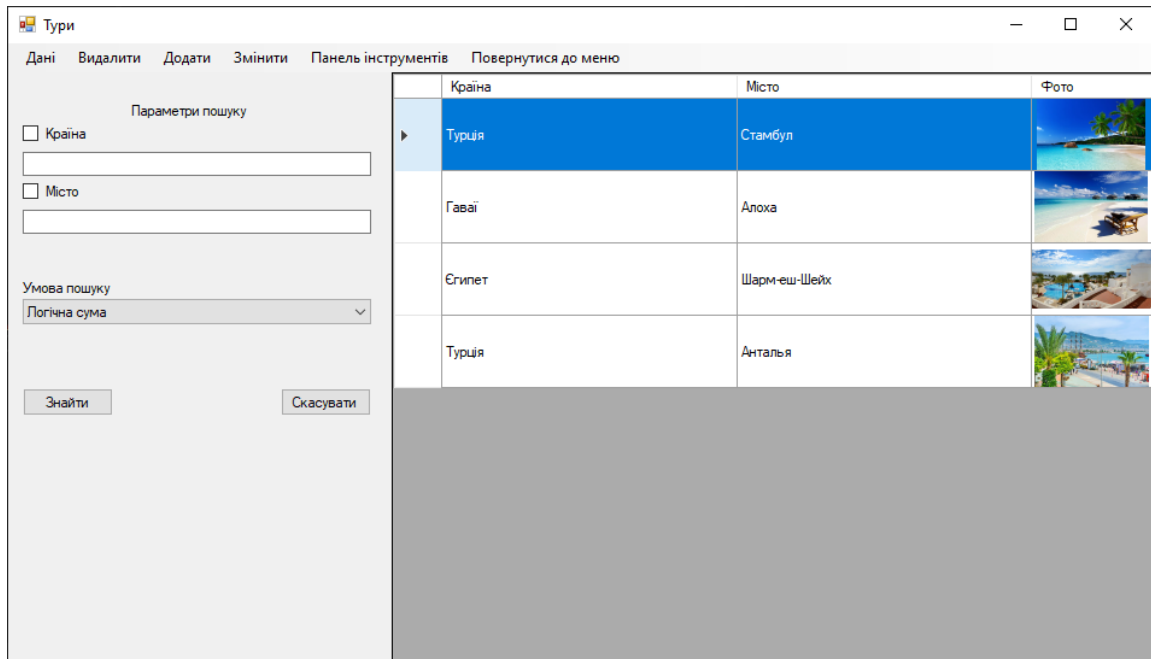 Тури
Дані Видалити Додати Змінити Панель інструментів Повернутися до меню
Параметри пошуку
Країна
Місто
Умова пошуку
Логічна сума
Знайти Скасувати
Країна Місто Фото
Турція Стамбул
Гаваї Алоха
Єгипет Шарм-еш-Шейх
Турція Анталья